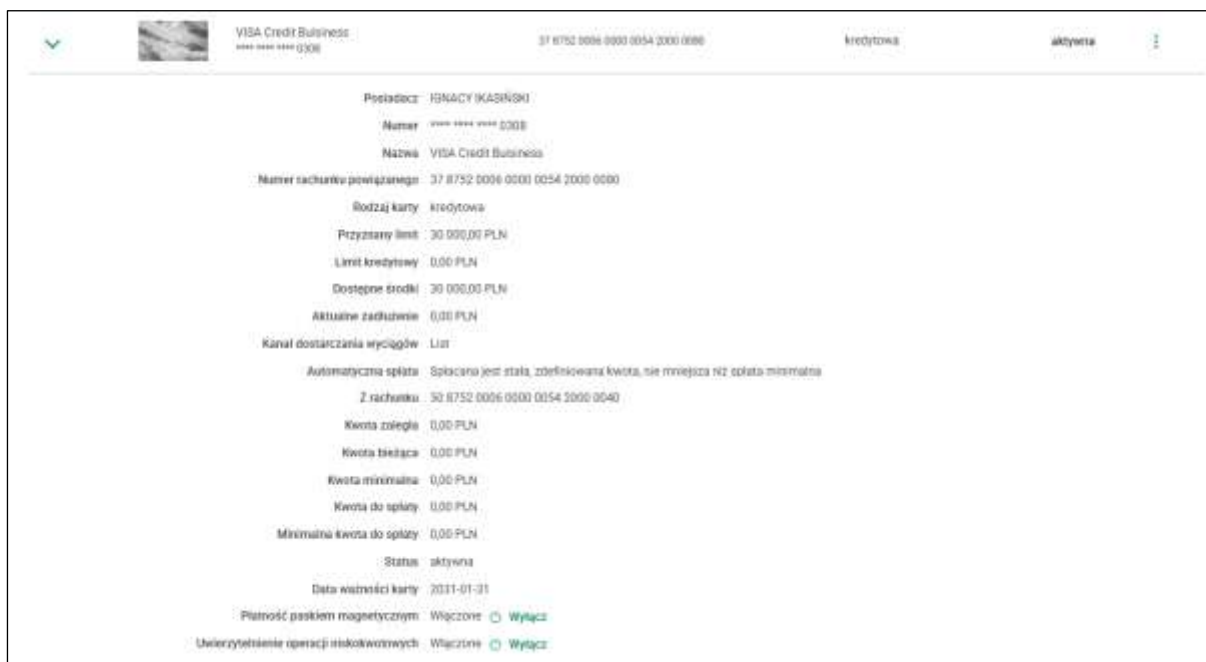 VISA Credit Buisiness
**** **** **** 0308
37 8752 0006 0000 0054 2000 0080
kredytowa
aktywna
Posiadacz IGNACY IKASIŃSKI
Numer **** **** **** 0308
Nazwa VISA Credit Buisiness
Numer rachunku powiązanego 37 8752 0006 0000 0054 2000 0080
Rodzaj karty kredytowa
Przyznany limit 30 000,00 PLN
Limit kredytowy 0,00 PLN
Dostępne środki 30 000,00 PLN
Aktualne zadłużenie 0,00 PLN
Kanał dostarczania wyciągów List
Automatyczna spłata Spłacana jest stała, zdefiniowana kwota, nie mniejsza niż spłata minimalna
Z rachunku 50 8752 0006 0000 0054 2000 0040
Kwota zaległa 0,00 PLN
Kwota bieżąca 0,00 PLN
Kwota minimalna 0,00 PLN
Kwota do spłaty 0,00 PLN
Minimalna kwota do spłaty 0,00 PLN
Status aktywna
Data ważności karty 2031-01-31
Płatność paskiem magnetycznym Włączone Wyłącz
Uwierzytelnienie operacji niskokwotowych Włączone Wyłącz